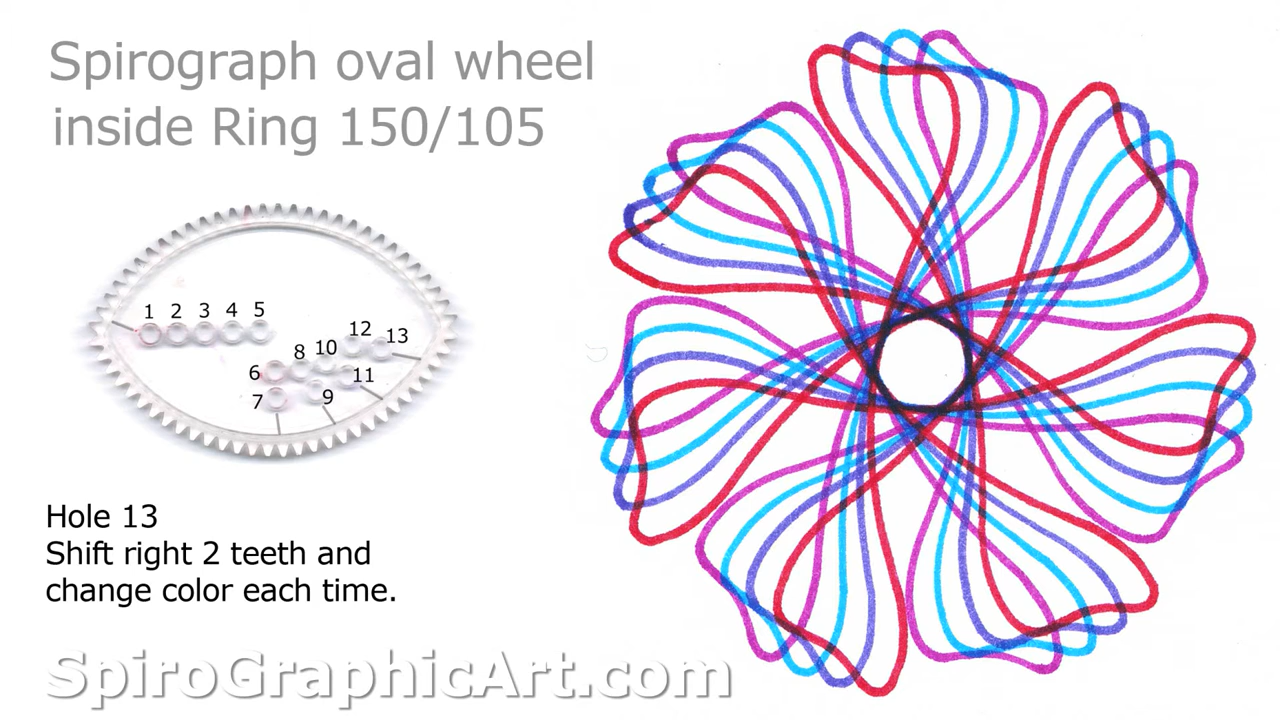 Spirograph oval wheel
inside Ring 150/105
1 2 3 4 5
12
13
8 10
6
11
7
9
Hole 13
Shift right 2 teeth and
change color each time.
SpiroGraphicArt.com